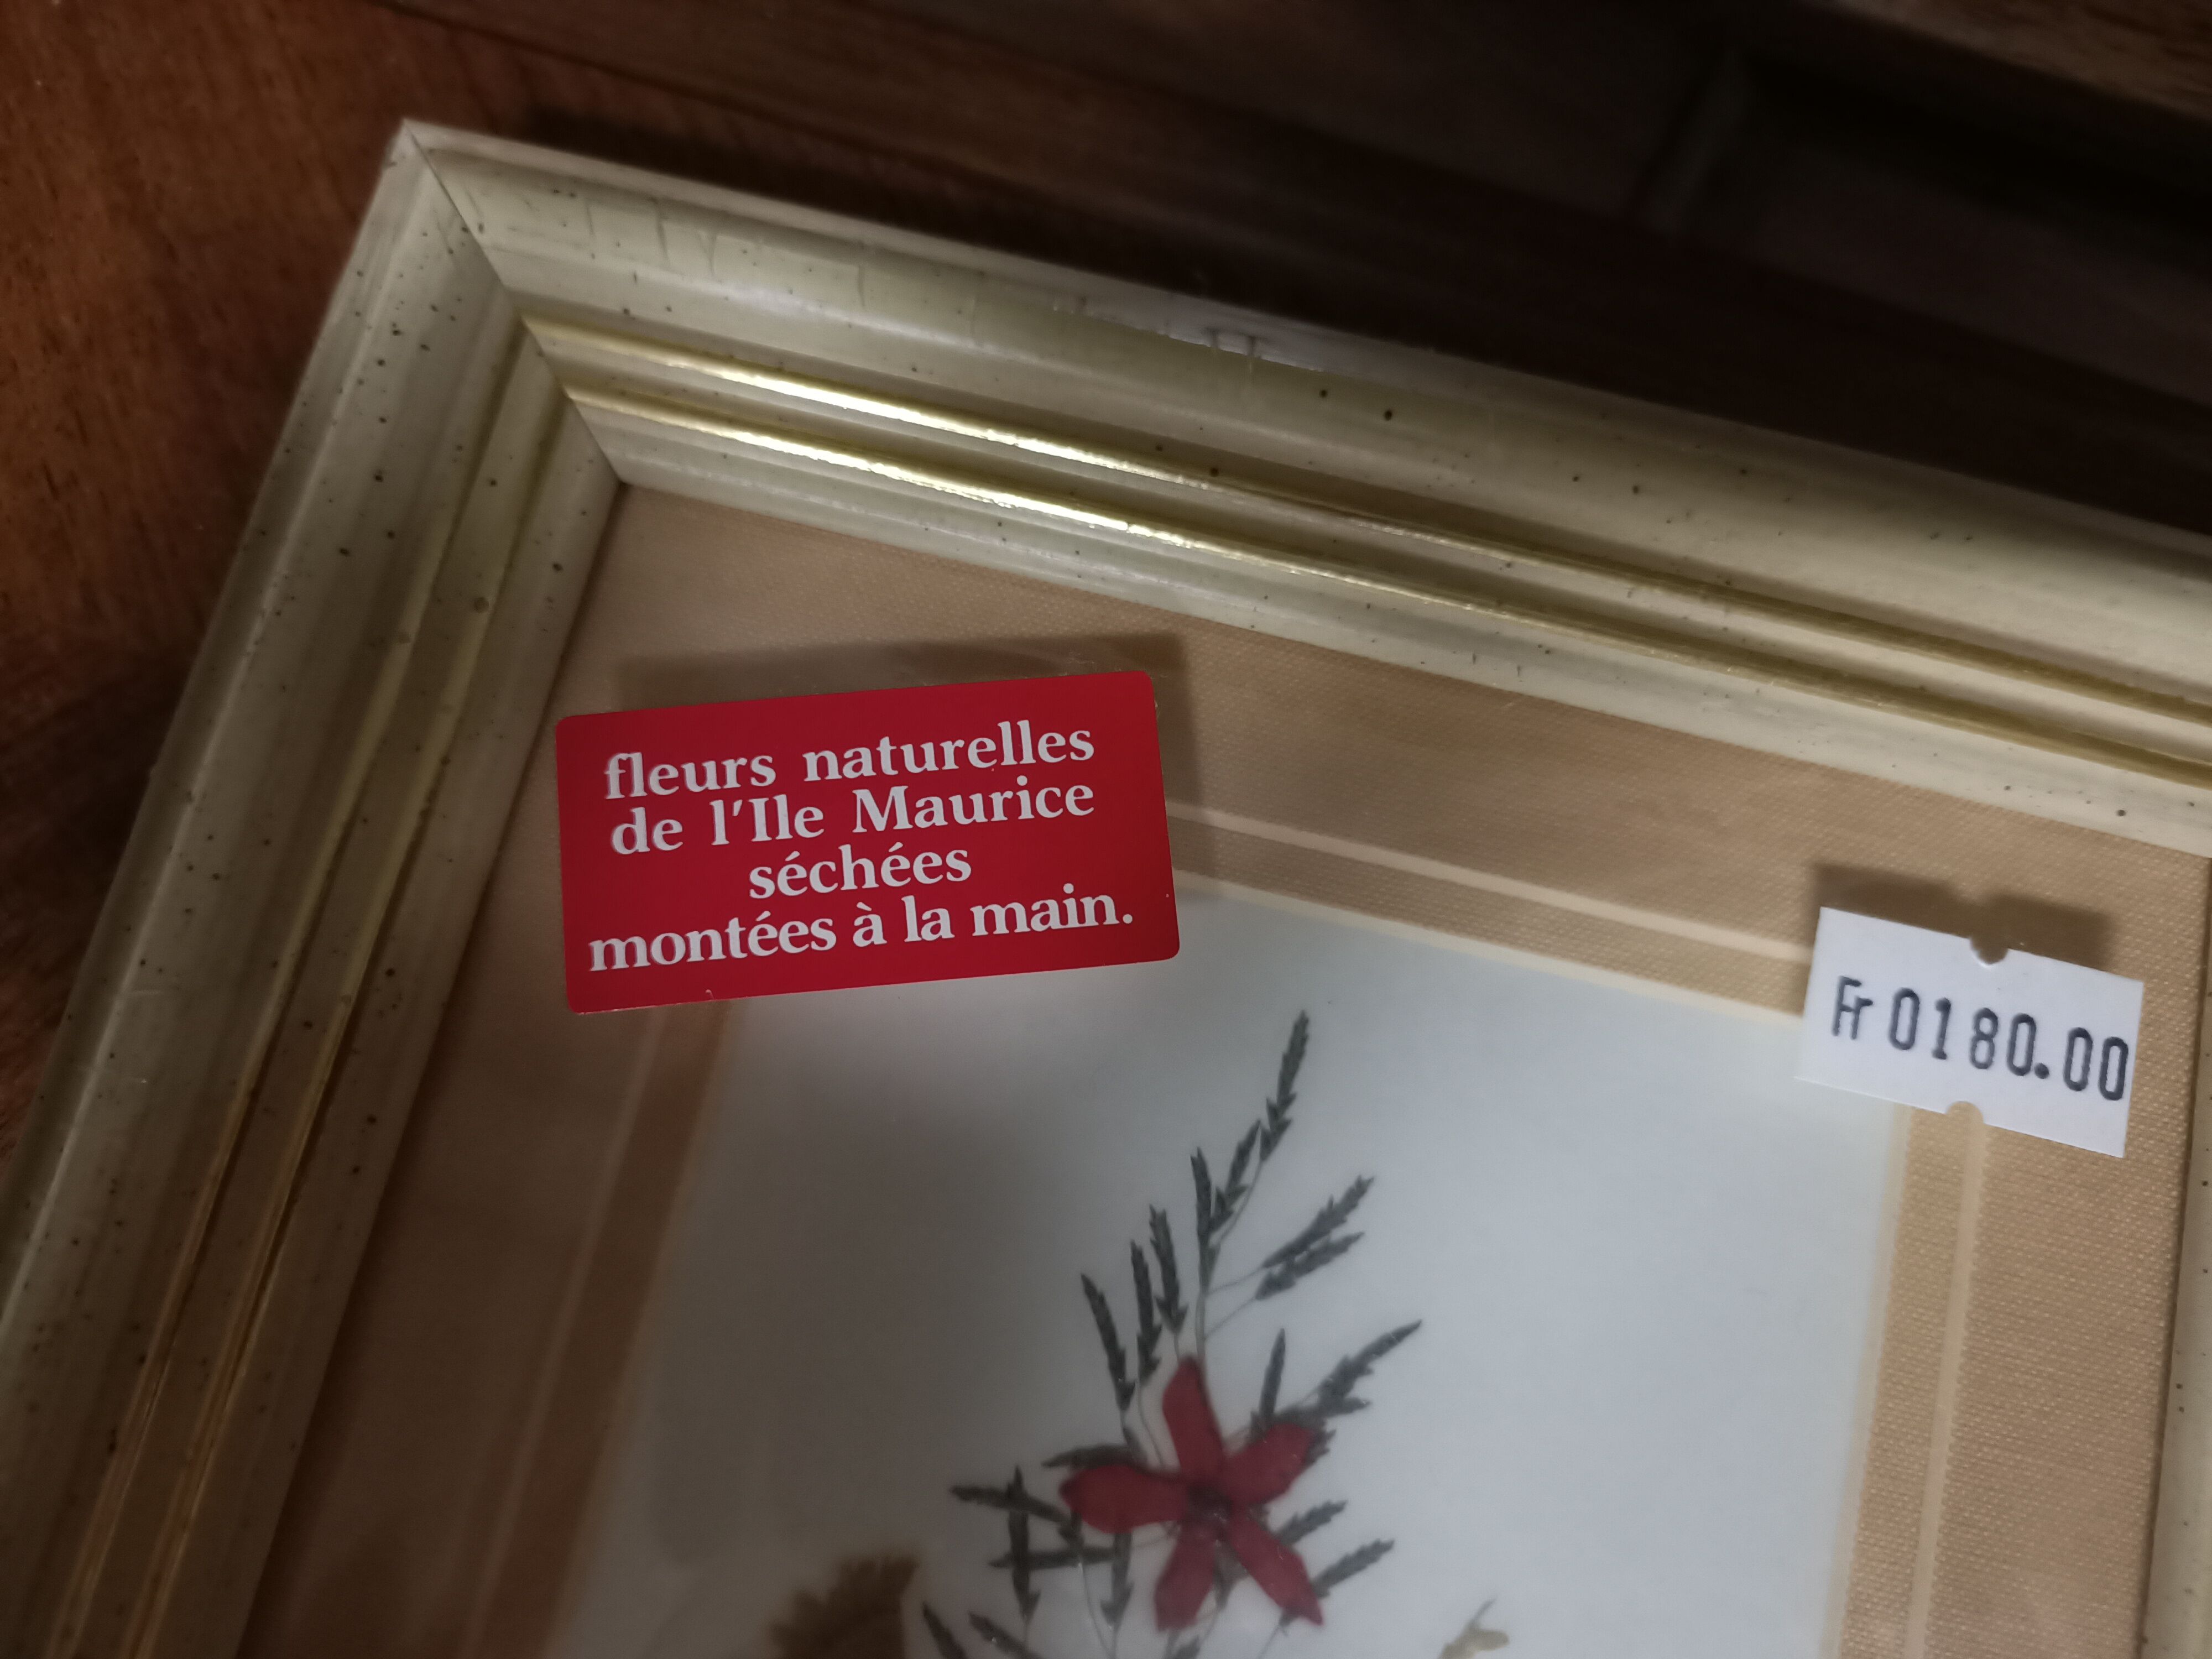 fleurs naturelles
de l'Ile Maurice
séchées
montées à la main.
Fr 0180.00